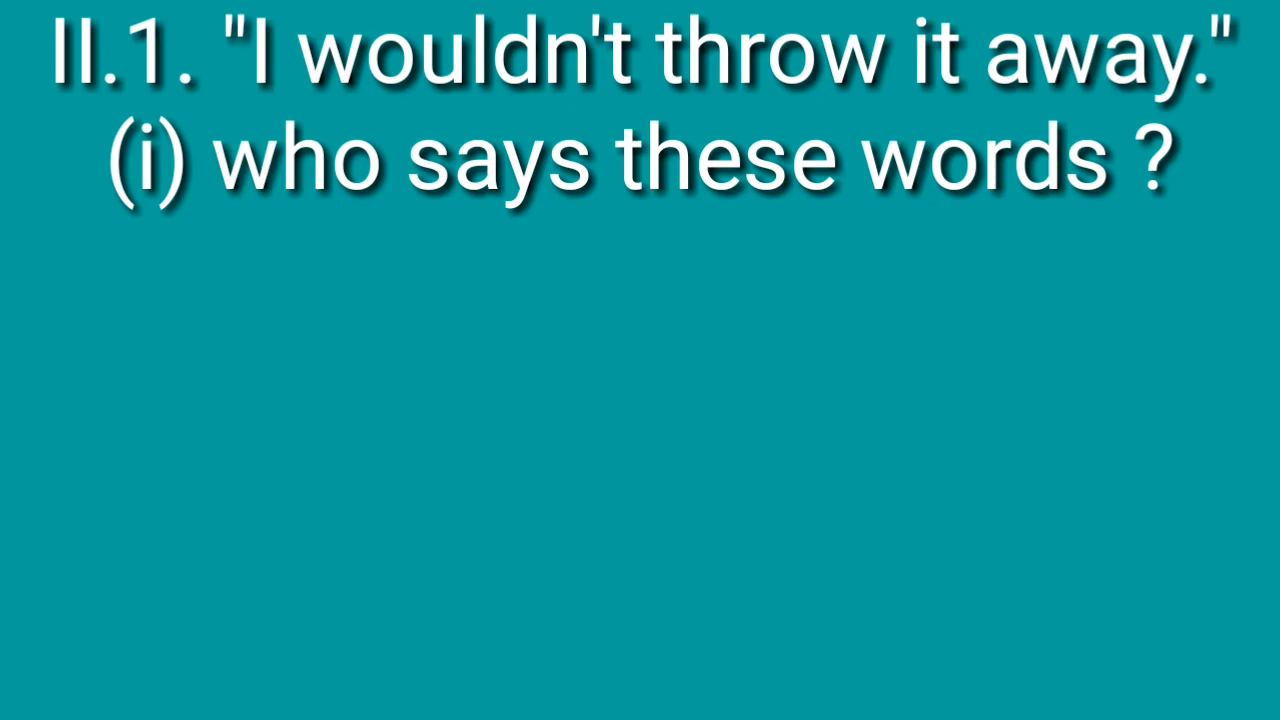 II.1. "I wouldn't throw it away."
(i) who says these words ?